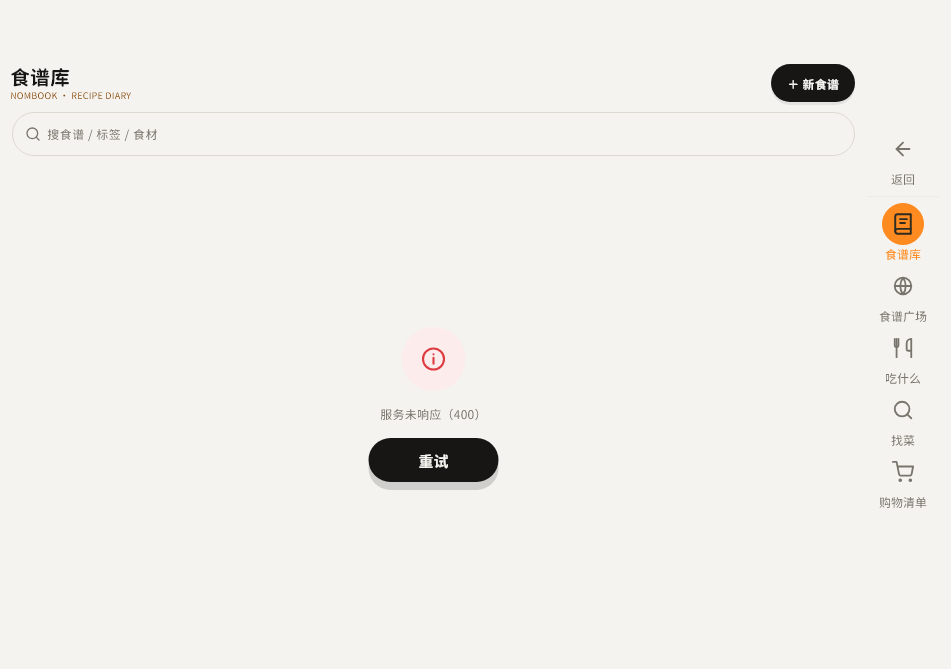 食谱库
NOMBOOK · RECIPE DIARY
+ 新食谱
搜食谱 / 标签 / 食材
返回
食谱库
食谱广场
吃什么
找菜
购物清单
服务未响应（400）
重试